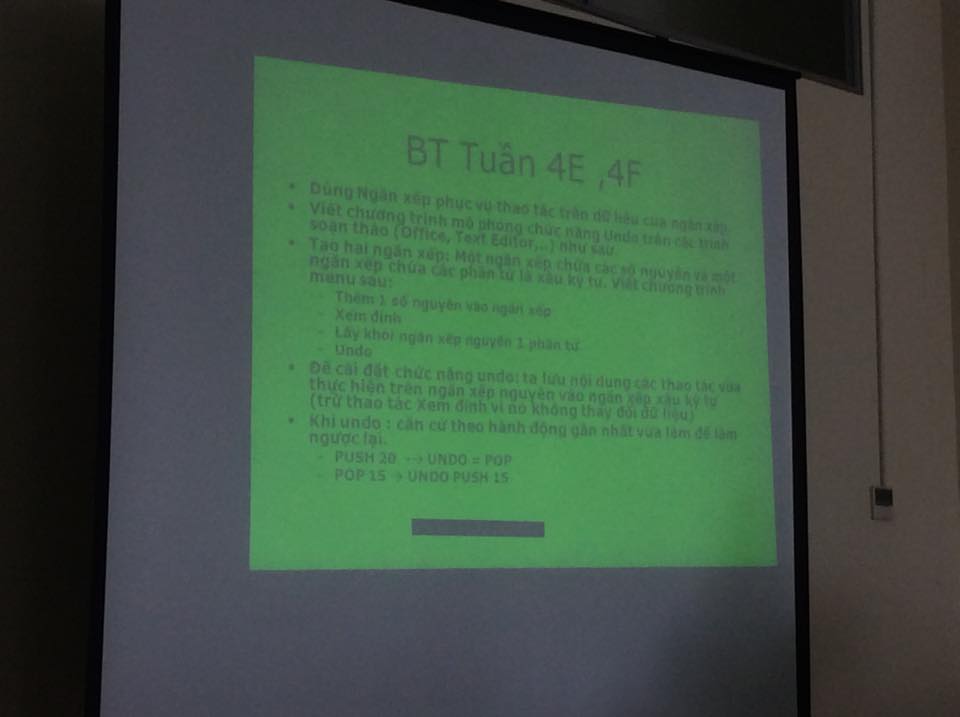 BT Tuần 4E ,4F
• Dùng Ngăn xếp phục vụ thao tác trên dữ liệu của ngăn xếp.
• Viết chương trình mô phỏng chức năng Undo trên các trình
soạn thảo (Office, Text Editor,..) như sau
• Tạo hai ngăn xếp: Một ngăn xếp chứa các số nguyên và một
ngăn xếp chứa các phần tử là xâu ký tự. Viết chương trình
menu sau:
- Thêm 1 số nguyên vào ngăn xếp
- Xem đỉnh
- Lấy khỏi ngăn xếp nguyên 1 phần tử
- Undo
• Để cài đặt chức năng undo: ta lưu nội dung các thao tác vừa
thực hiện trên ngăn xếp nguyên vào ngăn xếp xâu ký tự
(trừ thao tác Xem đỉnh vì nó không thay đổi dữ liệu)
• Khi undo : căn cứ theo hành động gần nhất vừa làm để làm
ngược lại.
- PUSH 20 --> UNDO = POP
- POP 15 → UNDO PUSH 15